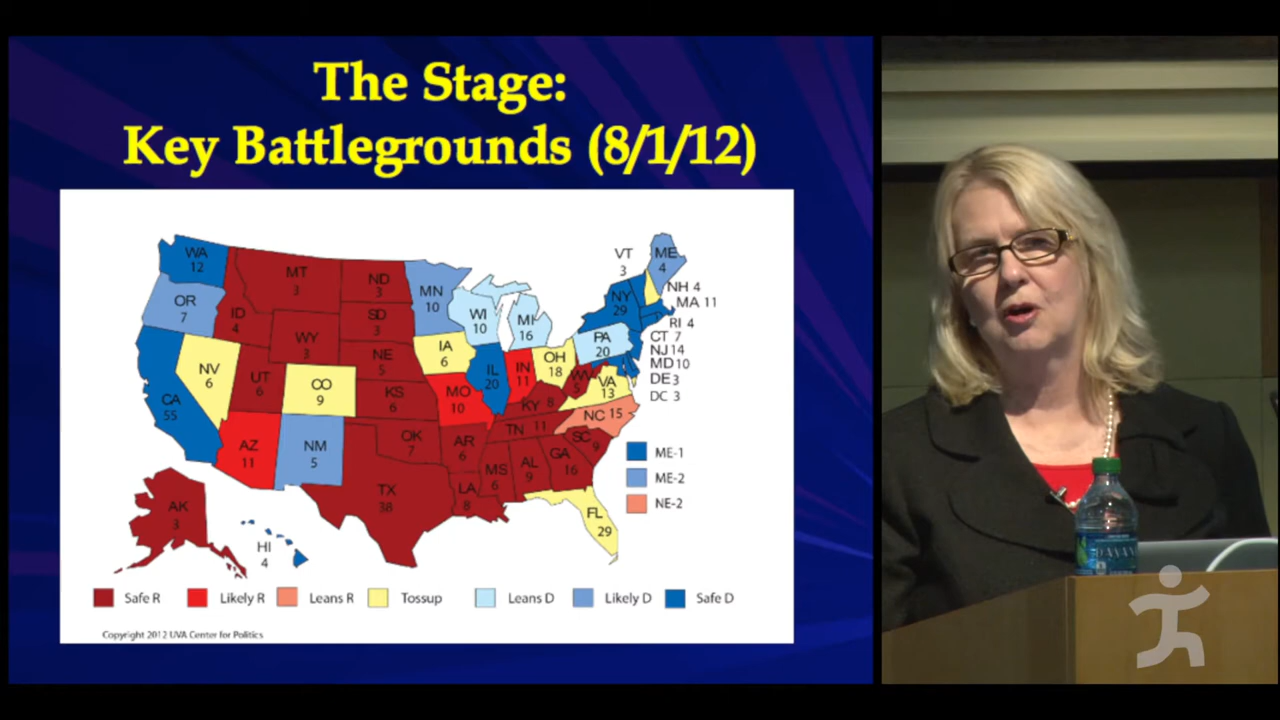 The Stage:
Key Battlegrounds (8/1/12)
WA
12
OR
7
CA
55
NV
6
ID
4
MT
3
WY
3
UT
6
AZ
11
CO
9
NM
5
ND
3
SD
3
NE
5
KS
6
OK
7
TX
38
MN
10
IA
6
MO
10
AR
6
LA
8
WI
10
IL
20
MI
16
IN
11
OH
18
KY 8
TN 11
MS
6
AL
9
GA
16
FL
29
SC
9
NC 15
VA
13
WV
5
PA
20
NY
29
VT
3
ME
4
NH 4
MA 11
RI 4
CT 7
NJ 14
MD 10
DE 3
DC 3
AK
3
HI
4
ME-1
ME-2
NE-2
Safe R Likely R Leans R Tossup Leans D Likely D Safe D
Copyright 2012 UVA Center for Politics